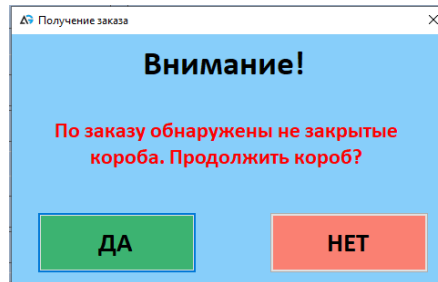 Получение заказа
Внимание!
По заказу обнаружены не закрытые
короба. Продолжить короб?
ДА
НЕТ